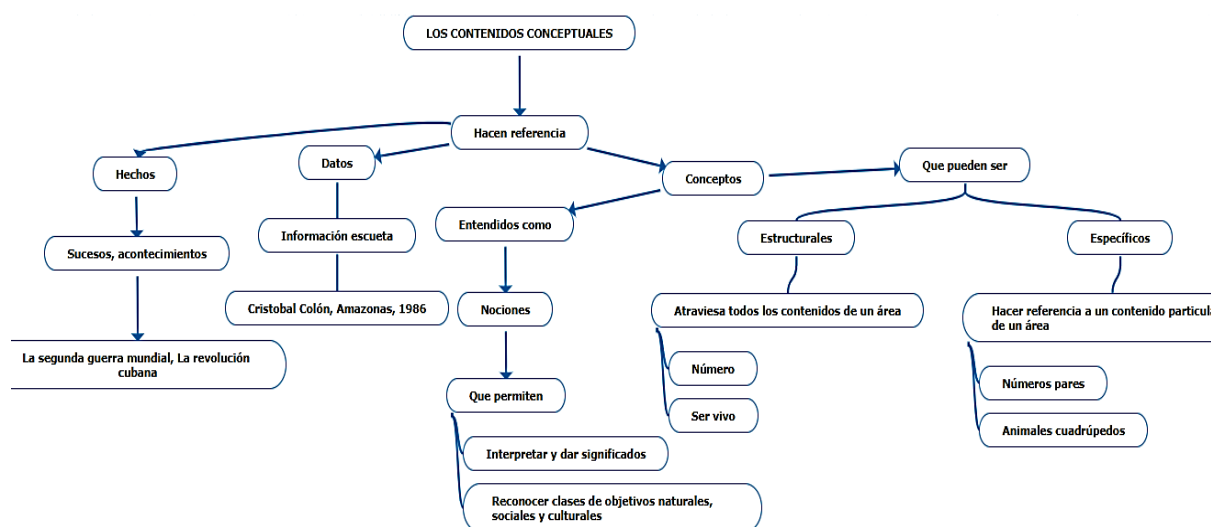 LOS CONTENIDOS CONCEPTUALES
Hacen referencia
Hechos
Datos
Conceptos
Que pueden ser
Sucesos, acontecimientos
Información escueta
Entendidos como
Estructurales
Específicos
La segunda guerra mundial, La revolución
cubana
Cristobal Colón, Amazonas, 1986
Nociones
Atraviesa todos los contenidos de un área
Hacer referencia a un contenido particula
de un área
Que permiten
Número
Ser vivo
Números pares
Animales cuadrúpedos
Interpretar y dar significados
Reconocer clases de objetivos naturales,
sociales y culturales